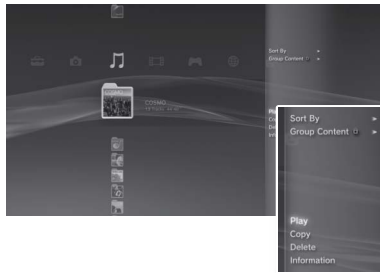 COSMO
Sort By
Group Content
Sort By
Group Content
Play
Copy
Delete
Information